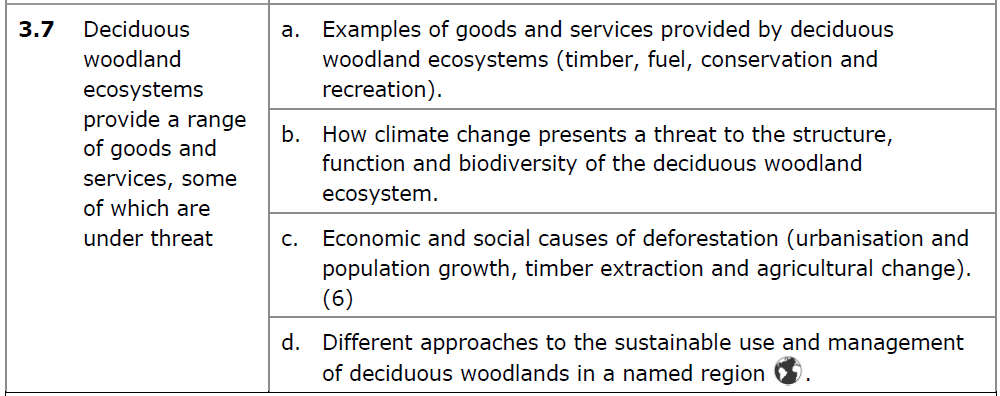 3.7 Deciduous woodland ecosystems provide a range of goods and services, some of which are under threat
a. Examples of goods and services provided by deciduous
woodland ecosystems (timber, fuel, conservation and
recreation).
b. How climate change presents a threat to the structure,
function and biodiversity of the deciduous woodland
ecosystem.
c. Economic and social causes of deforestation (urbanisation and
population growth, timber extraction and agricultural change).
(6)
d. Different approaches to the sustainable use and management
of deciduous woodlands in a named region .